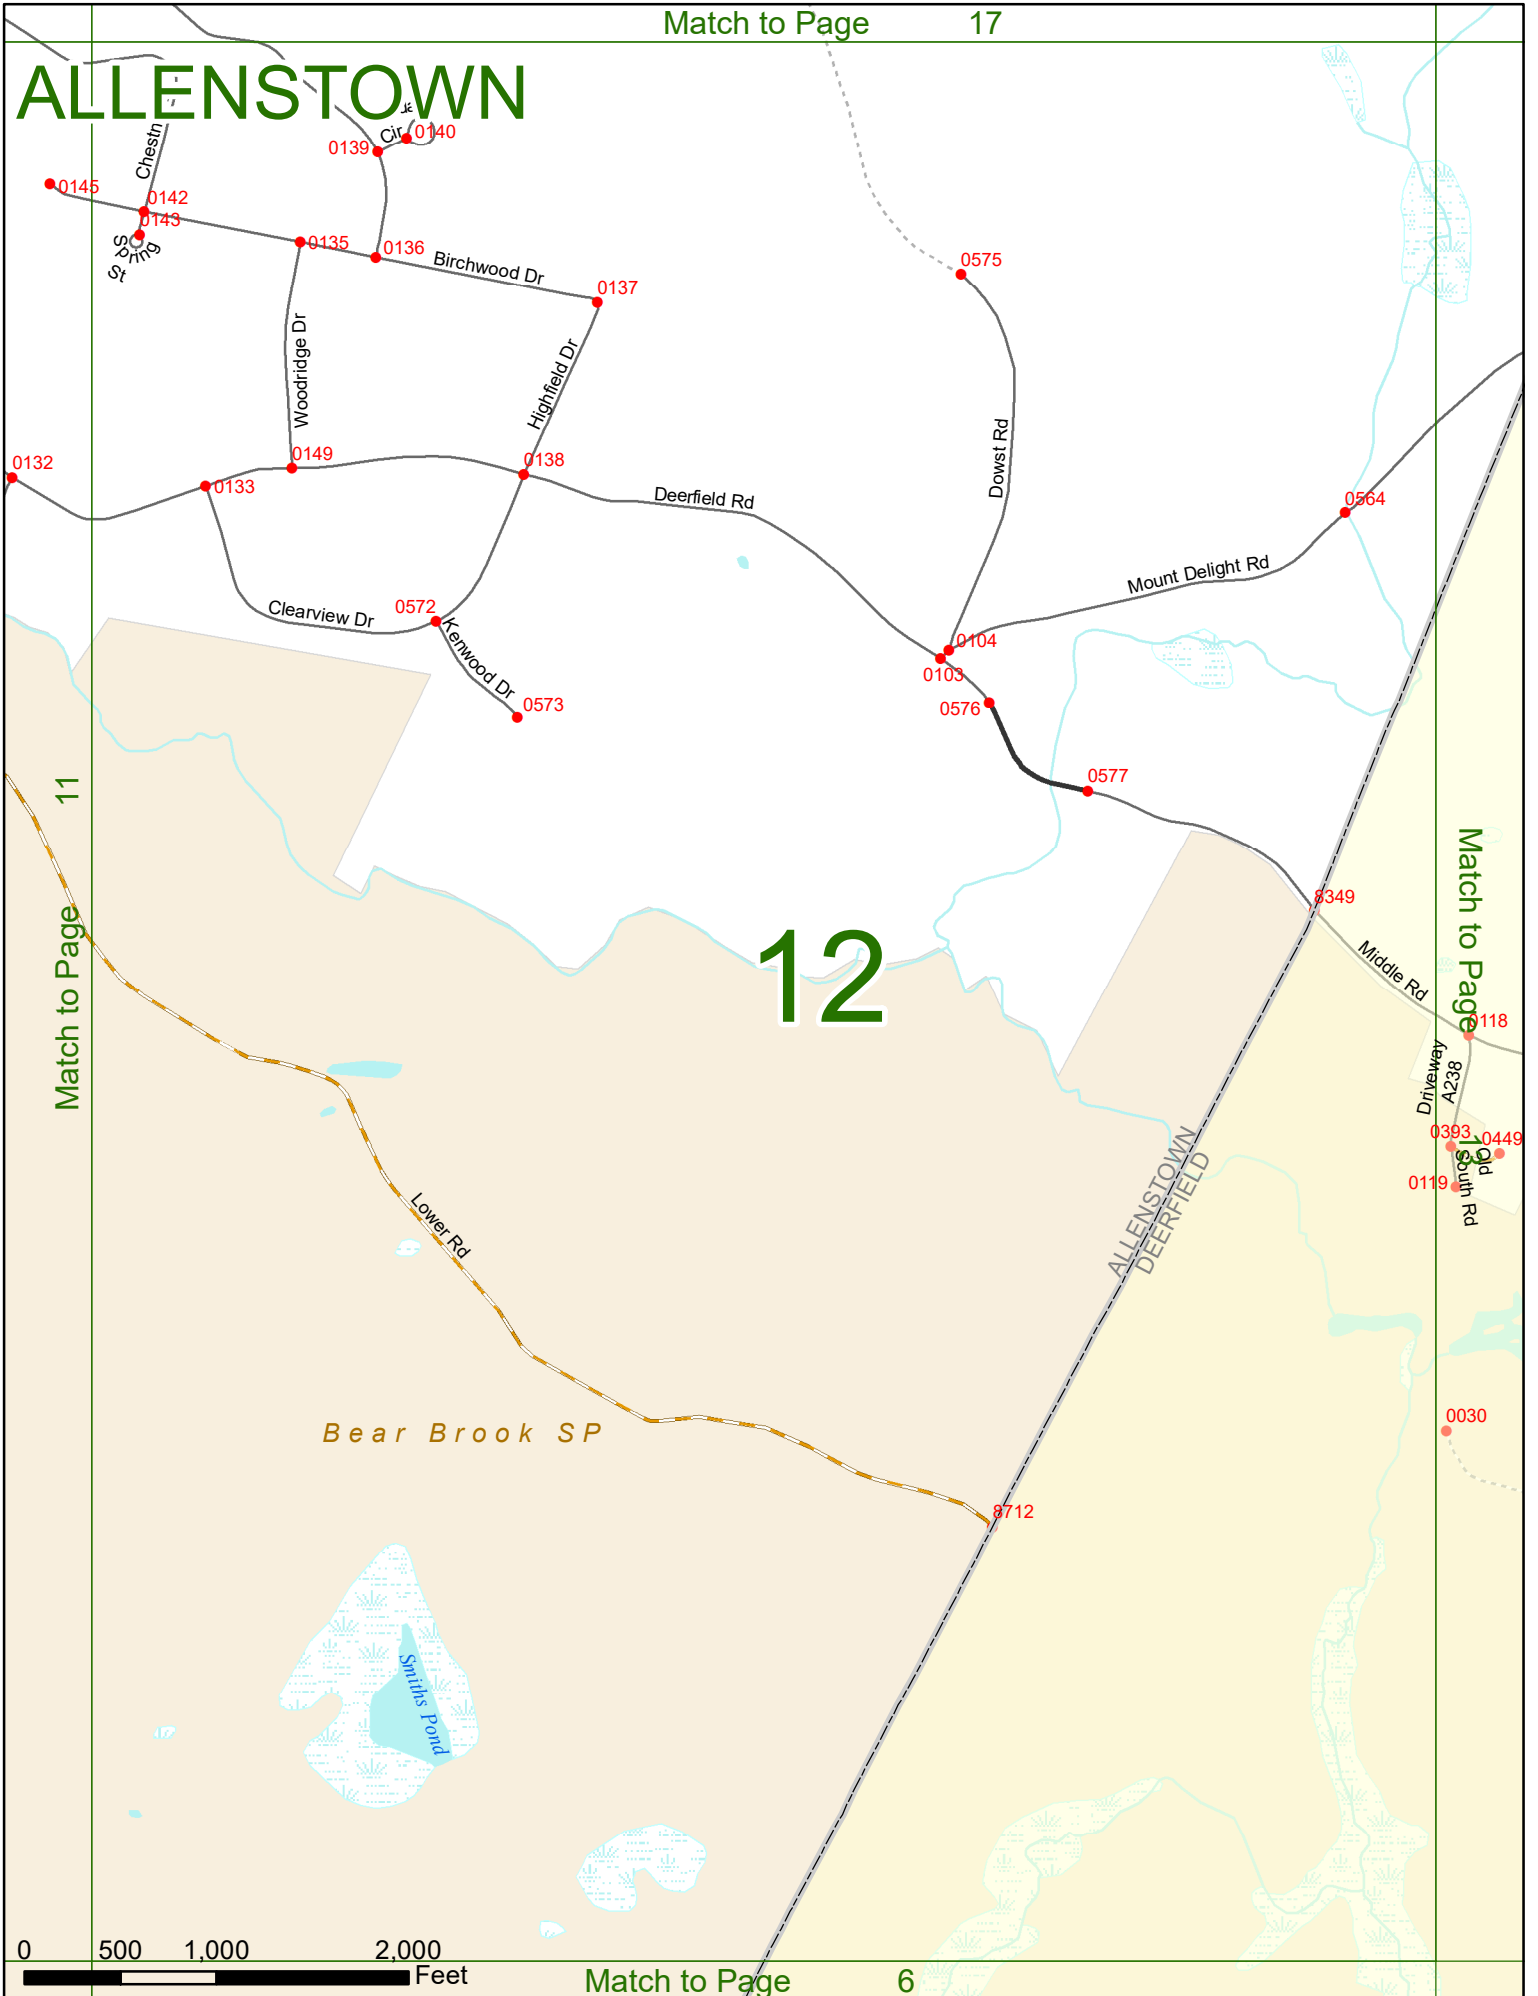 Match to Page 17
ALLENSTOWN
Chestn
Cir
0140
0139
0145
0142
0143
Spring
St
0135
0136
Birchwood Dr
0137
0575
Woodridge Dr
Highfield Dr
Dowst Rd
0132
0149
0138
0133
Deerfield Rd
0564
Mount Delight Rd
Clearview Dr
0572
Kenwood Dr
0573
0104
0103
0576
0577
Match to Page 11
8349
12
Middle Rd
Match to Page 13
0118
Driveway
A238
0393
0449
Old
South Rd
0119
ALLENSTOWN
DEERFIELD
Lower Rd
Bear Brook SP
0030
8712
Smiths Pond
0 500 1,000 2,000
Feet
Match to Page 6